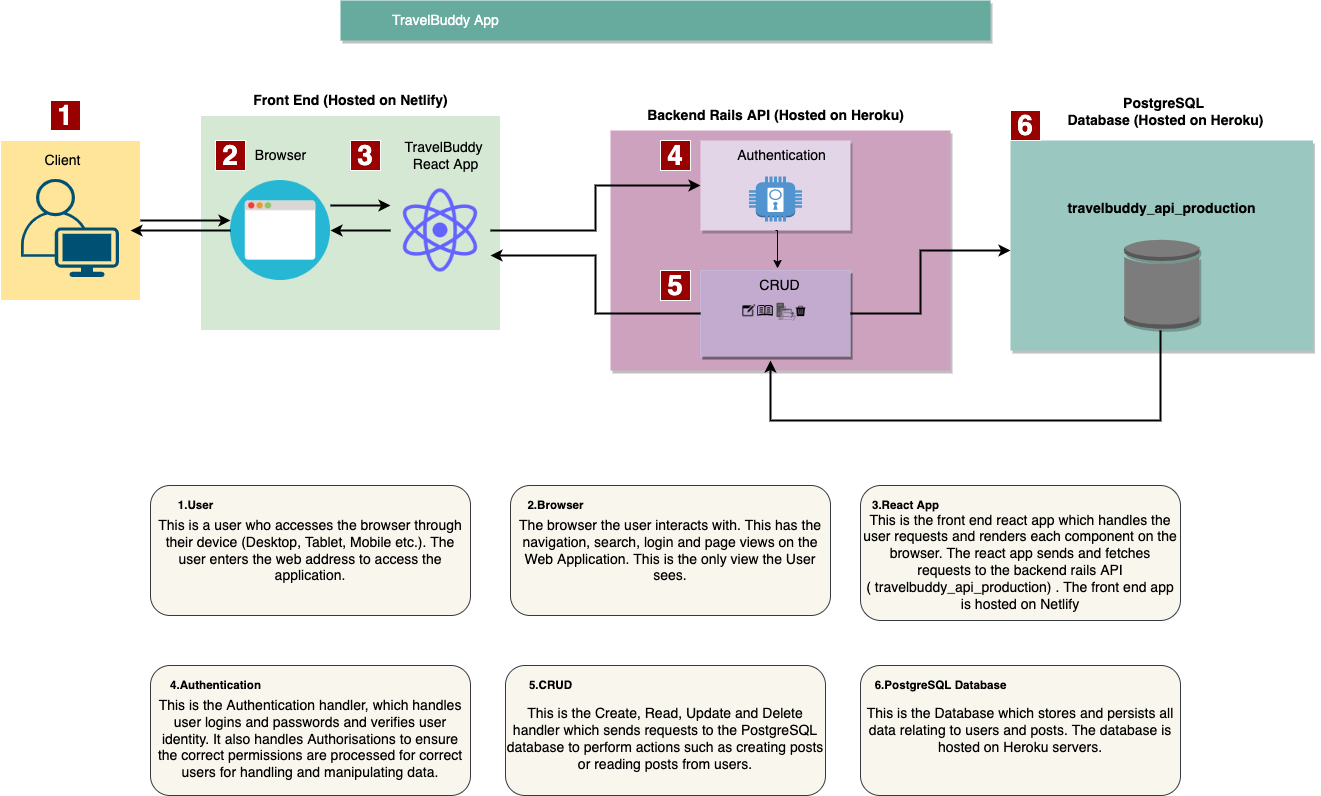 TravelBuddy App
1
Client
Front End (Hosted on Netlify)
2
Browser
3
TravelBuddy
React App
Backend Rails API (Hosted on Heroku)
4
Authentication
5
CRUD
PostgreSQL
Database (Hosted on Heroku)
6
travelbuddy_api_production
1.User
This is a user who accesses the browser through
their device (Desktop, Tablet, Mobile etc.). The
user enters the web address to access the
application.
2.Browser
The browser the user interacts with. This has the
navigation, search, login and page views on the
Web Application. This is the only view the User
sees.
3.React App
This is the front end react app which handles the
user requests and renders each component on the
browser. The react app sends and fetches
requests to the backend rails API
( travelbuddy_api_production) . The front end app
is hosted on Netlify
4.Authentication
This is the Authentication handler, which handles
user logins and passwords and verifies user
identity. It also handles Authorisations to ensure
the correct permissions are processed for correct
users for handling and manipulating data.
5.CRUD
This is the Create, Read, Update and Delete
handler which sends requests to the PostgreSQL
database to perform actions such as creating posts
or reading posts from users.
6.PostgreSQL Database
This is the Database which stores and persists all
data relating to users and posts. The database is
hosted on Heroku servers.